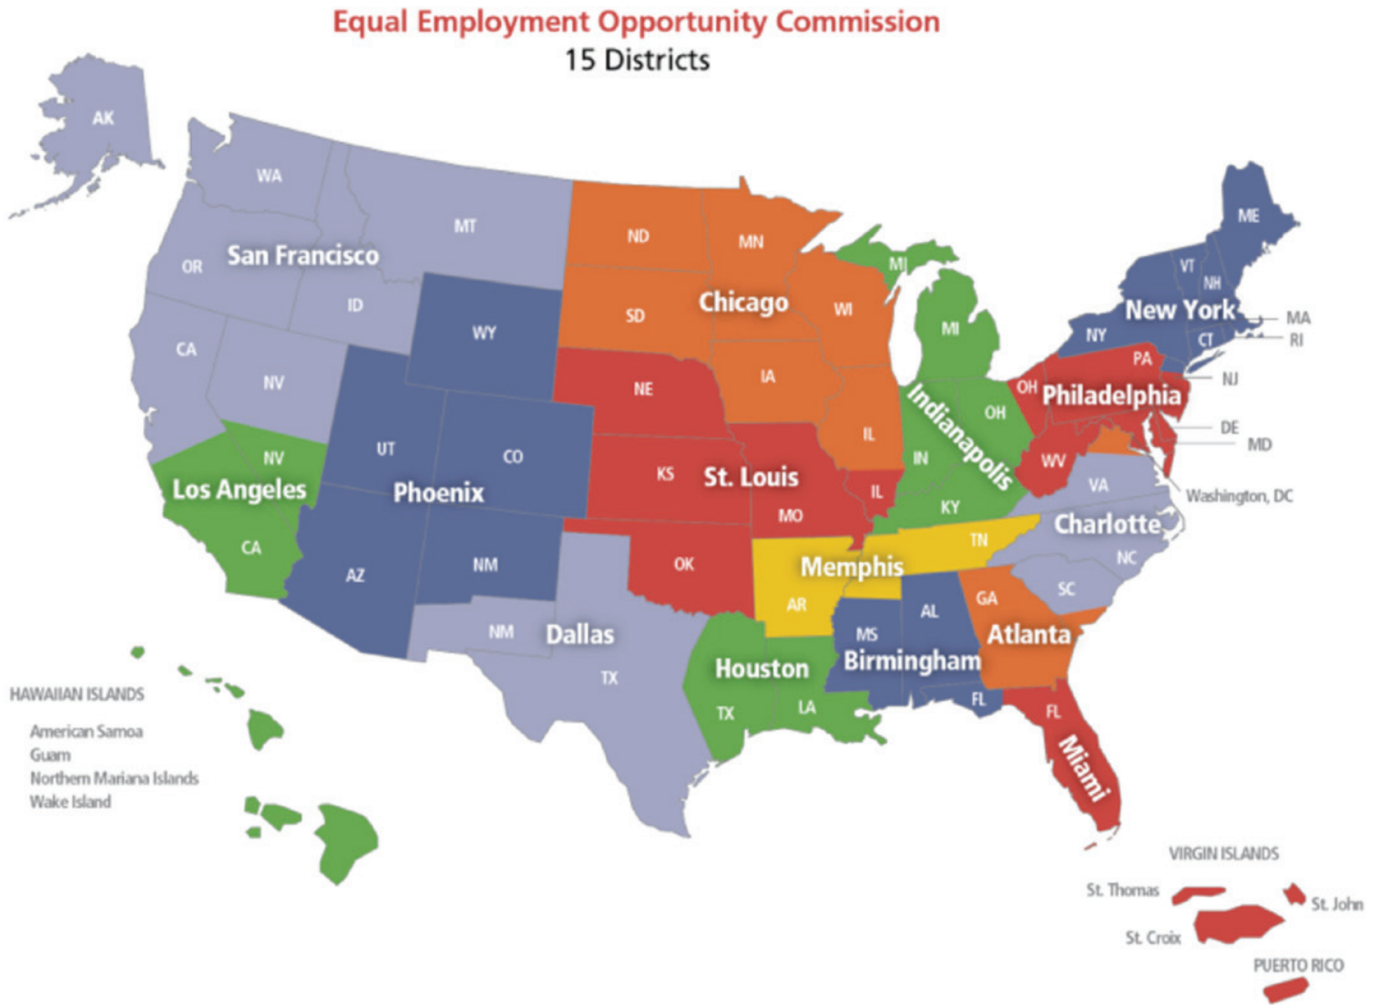 Equal Employment Opportunity Commission
15 Districts
AK
WA
MT
OR
San Francisco
ID
CA
NV
ND
MN
SD
Chicago
WI
IA
IL
MI
MI
ME
VT
NH
New York
NY
CT
MA
RI
NJ
WY
UT
CO
Phoenix
AZ
NM
NV
Los Angeles
CA
NE
KS
St. Louis
MO
IL
OK
Indianapolis
OH
IN
KY
OH
PA
Philadelphia
WV
DE
MD
Washington, DC
VA
Charlotte
NC
SC
TN
Memphis
AR
NM
Dallas
TX
Houston
TX
LA
MS
AL
Birmingham
FL
GA
Atlanta
FL
Miami
HAWAIIAN ISLANDS
American Samoa
Guam
Northern Mariana Islands
Wake Island
VIRGIN ISLANDS
St. Thomas
St. John
St. Croix
PUERTO RICO